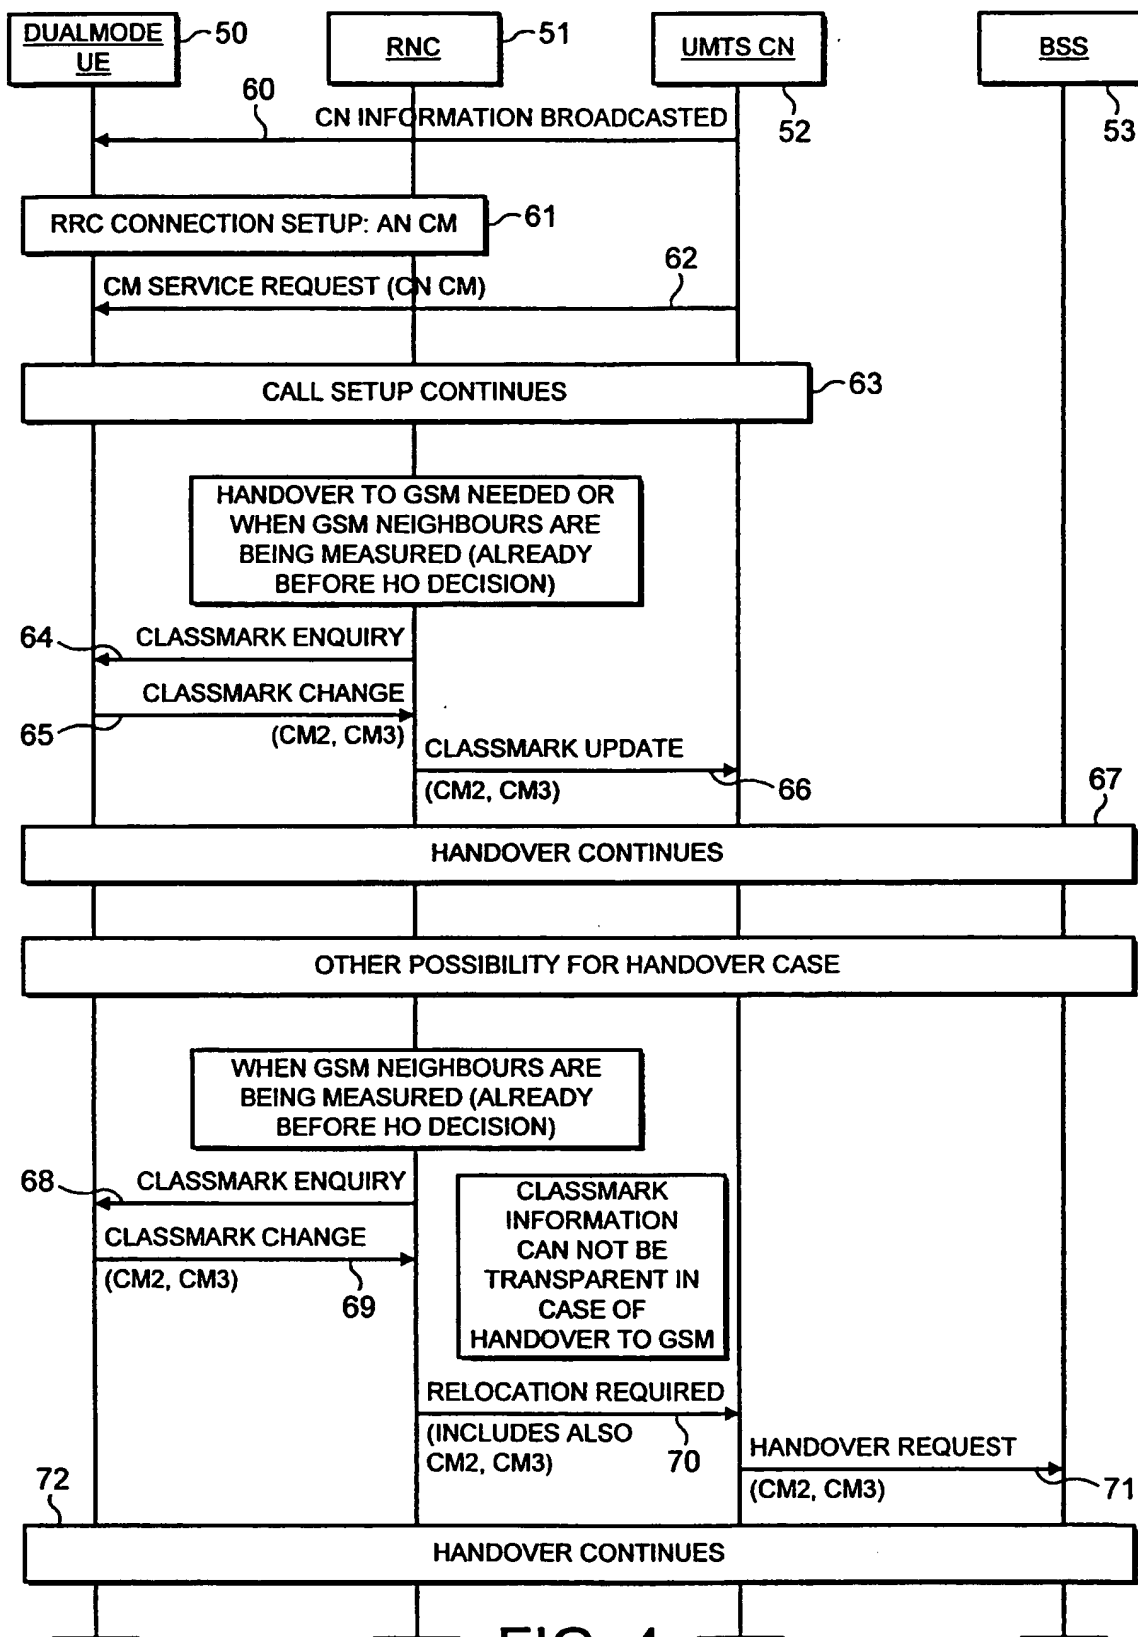 DUALMODE
UE
50
RNC
51
UMTS CN
52
BSS
53
60
CN INFORMATION BROADCASTED
RRC CONNECTION SETUP: AN CM
61
62
CM SERVICE REQUEST (CN CM)
CALL SETUP CONTINUES
63
HANDOVER TO GSM NEEDED OR
WHEN GSM NEIGHBOURS ARE
BEING MEASURED (ALREADY
BEFORE HO DECISION)
64
CLASSMARK ENQUIRY
CLASSMARK CHANGE
65
(CM2, CM3)
CLASSMARK UPDATE
(CM2, CM3)
66
67
HANDOVER CONTINUES
OTHER POSSIBILITY FOR HANDOVER CASE
WHEN GSM NEIGHBOURS ARE
BEING MEASURED (ALREADY
BEFORE HO DECISION)
68
CLASSMARK ENQUIRY
CLASSMARK CHANGE
(CM2, CM3)
69
CLASSMARK
INFORMATION
CAN NOT BE
TRANSPARENT IN
CASE OF
HANDOVER TO GSM
RELOCATION REQUIRED
(INCLUDES ALSO
CM2, CM3)
70
HANDOVER REQUEST
(CM2, CM3)
71
72
HANDOVER CONTINUES
FIG. 4